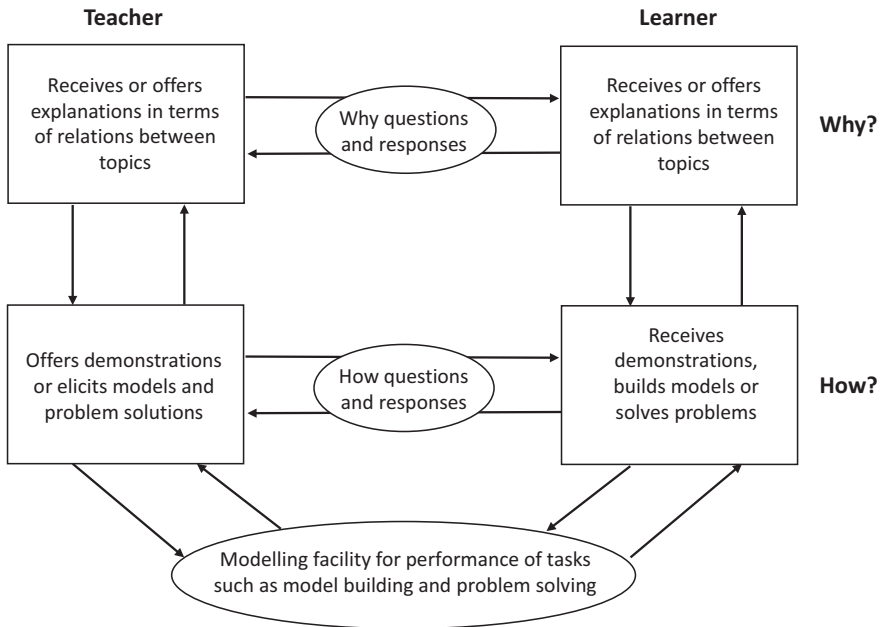 Teacher
Learner
Receives or offers
explanations in terms
of relations between
topics
Why questions
and responses
Receives or offers
explanations in terms
of relations between
topics
Why?
Offers demonstrations
or elicits models and
problem solutions
How questions
and responses
Receives
demonstrations,
builds models or
solves problems
How?
Modelling facility for performance of tasks
such as model building and problem solving